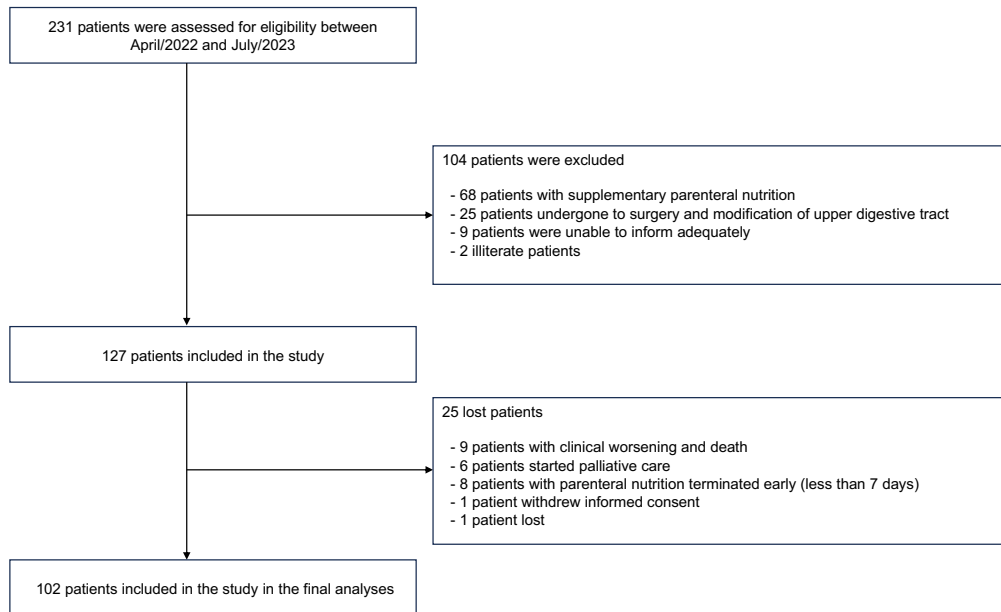 231 patients were assessed for eligibility between
April/2022 and July/2023
104 patients were excluded
- 68 patients with supplementary parenteral nutrition
- 25 patients undergone to surgery and modification of upper digestive tract
- 9 patients were unable to inform adequately
- 2 illiterate patients
127 patients included in the study
25 lost patients
- 9 patients with clinical worsening and death
- 6 patients started palliative care
- 8 patients with parenteral nutrition terminated early (less than 7 days)
- 1 patient withdrew informed consent
- 1 patient lost
102 patients included in the study in the final analyses